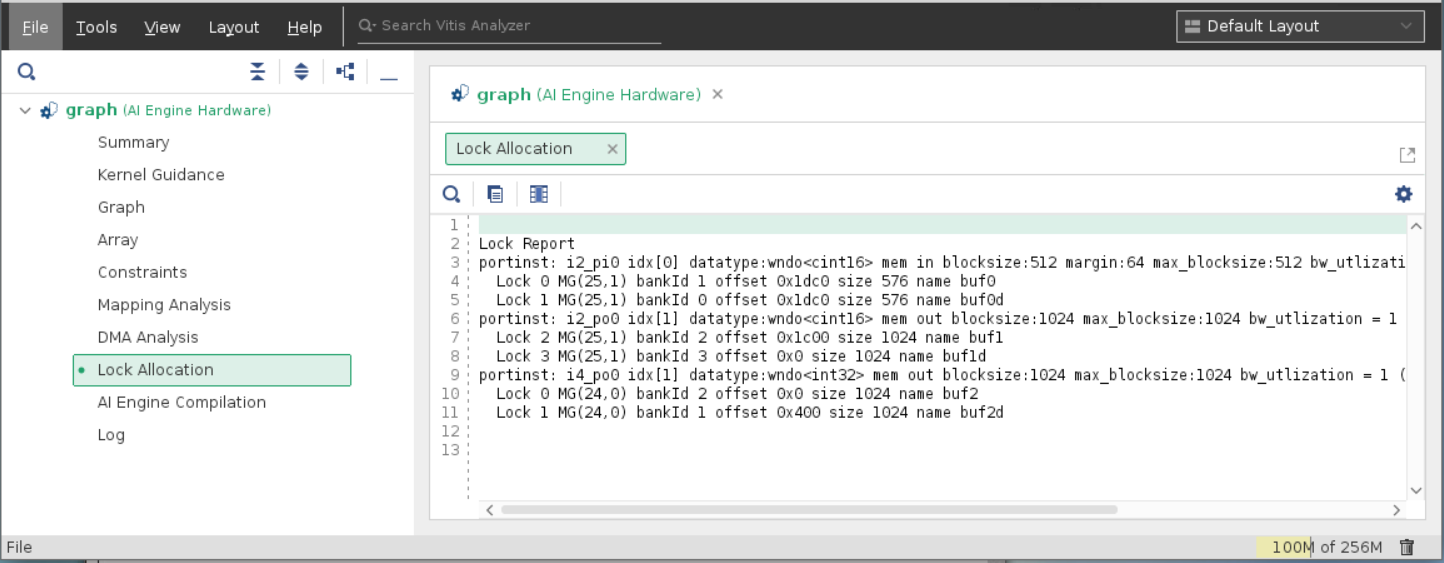 File Tools View Layout Help Search Vitis Analyzer Default Layout
graph (AI Engine Hardware)
Summary
Kernel Guidance
Graph
Array
Constraints
Mapping Analysis
DMA Analysis
Lock Allocation
AI Engine Compilation
Log
graph (AI Engine Hardware) ×
Lock Allocation ×
1
2 Lock Report
3 portinst: i2_pi0 idx[0] datatype:wndo<cint16> mem in blocksize:512 margin:64 max_blocksize:512 bw_utlizati
4 Lock 0 MG(25,1) bankId 1 offset 0x1dc0 size 576 name buf0
5 Lock 1 MG(25,1) bankId 0 offset 0x1dc0 size 576 name buf0d
6 portinst: i2_po0 idx[1] datatype:wndo<cint16> mem out blocksize:1024 max_blocksize:1024 bw_utlization = 1
7 Lock 2 MG(25,1) bankId 2 offset 0x1c00 size 1024 name buf1
8 Lock 3 MG(25,1) bankId 3 offset 0x0 size 1024 name buf1d
9 portinst: i4_po0 idx[1] datatype:wndo<int32> mem out blocksize:1024 max_blocksize:1024 bw_utlization = 1 (
10 Lock 0 MG(24,0) bankId 2 offset 0x0 size 1024 name buf2
11 Lock 1 MG(24,0) bankId 1 offset 0x400 size 1024 name buf2d
12
13
File 100M of 256M